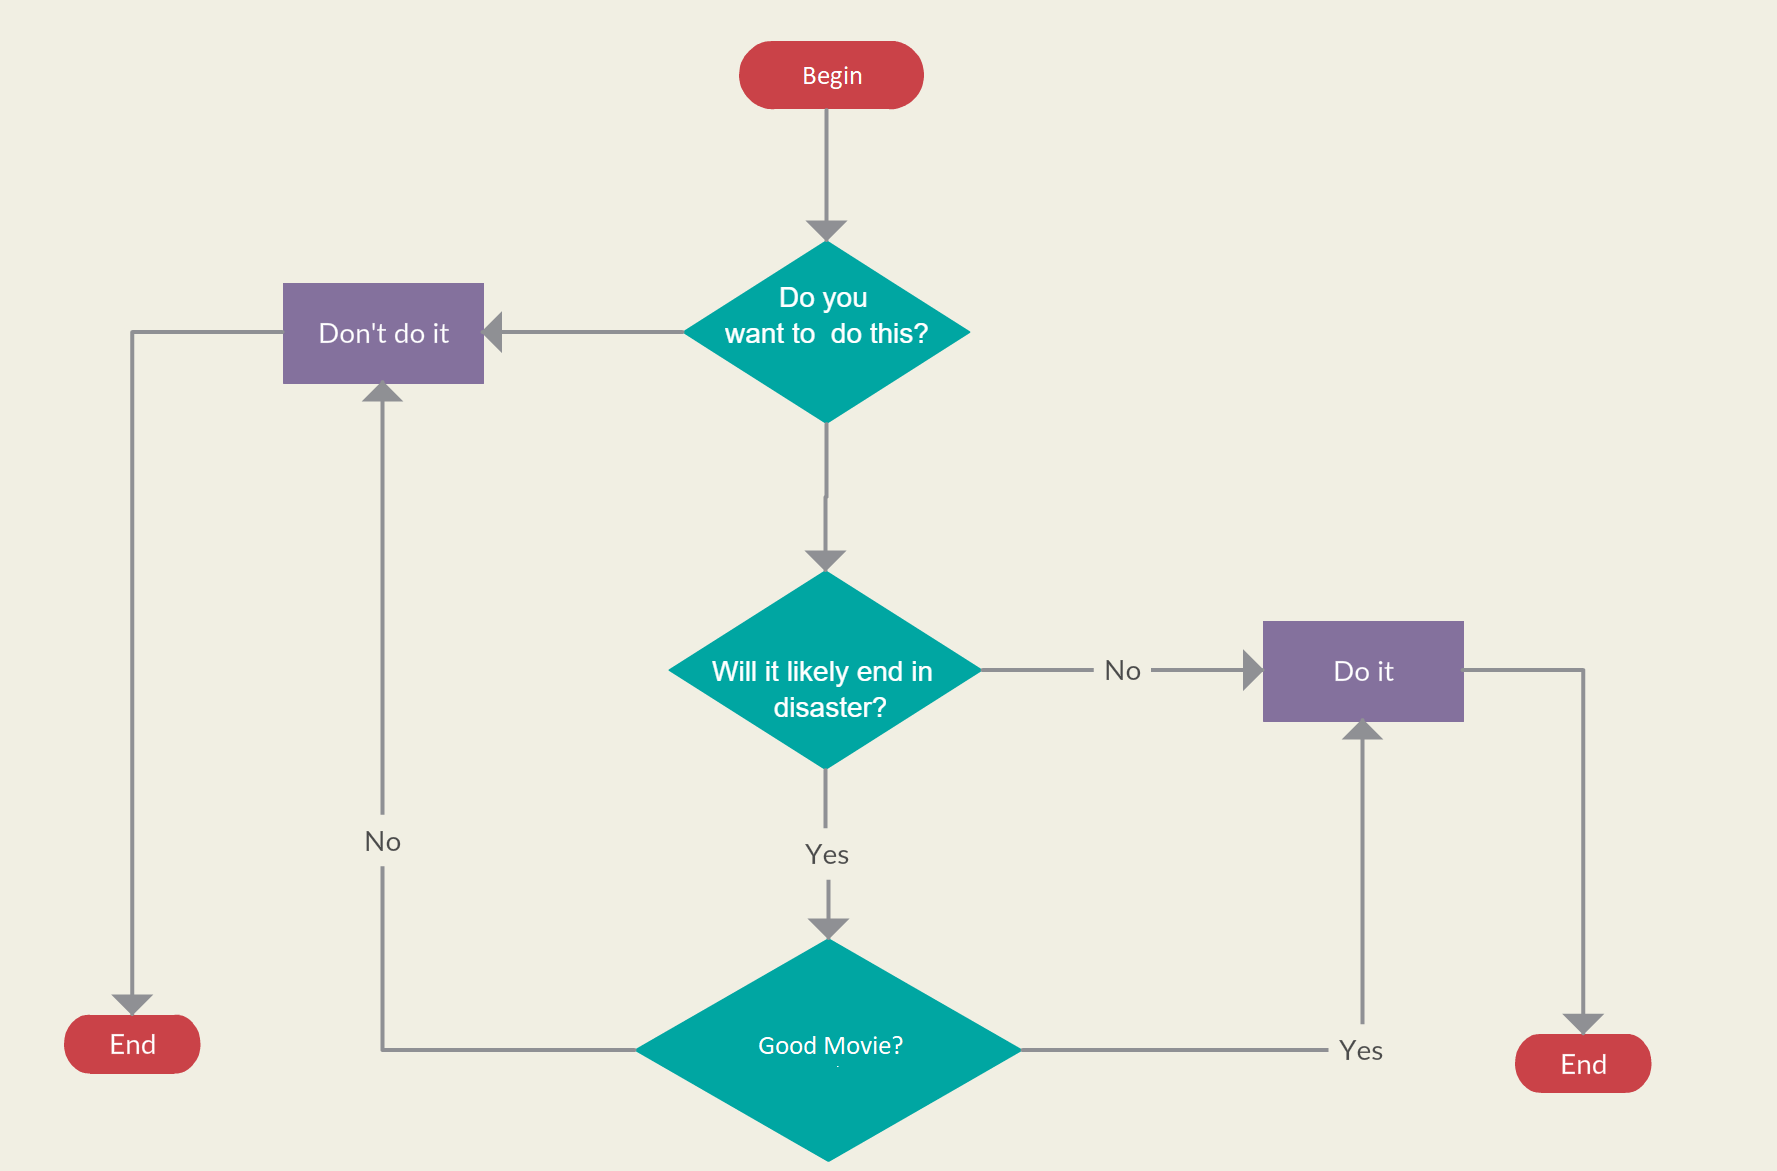 Begin
Do you
want to  do this?
Don't do it
Will it likely end in
disaster?
No
Do it
No
Yes
Good Movie?
Yes
End
End